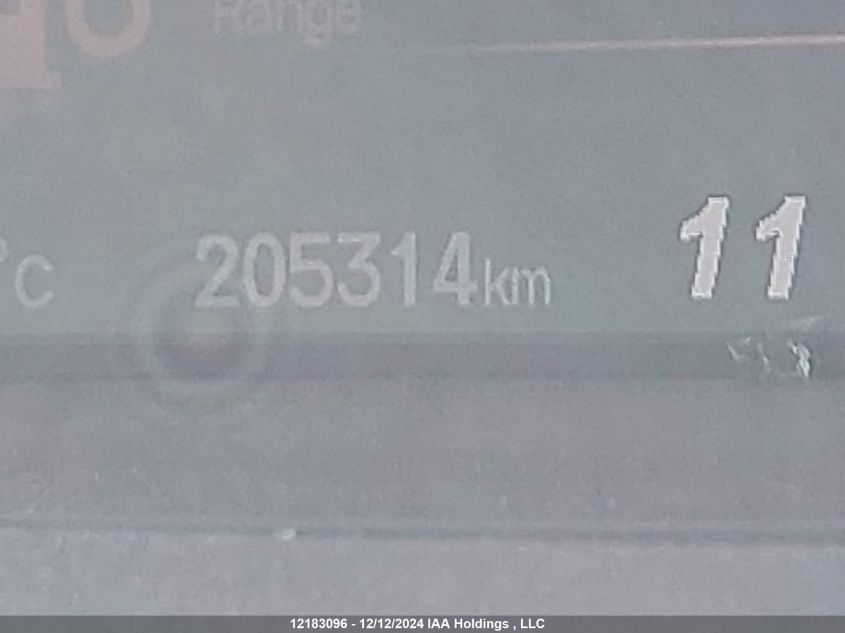 Range
°C 205314km 11
12183096 - 12/12/2024 IAA Holdings , LLC